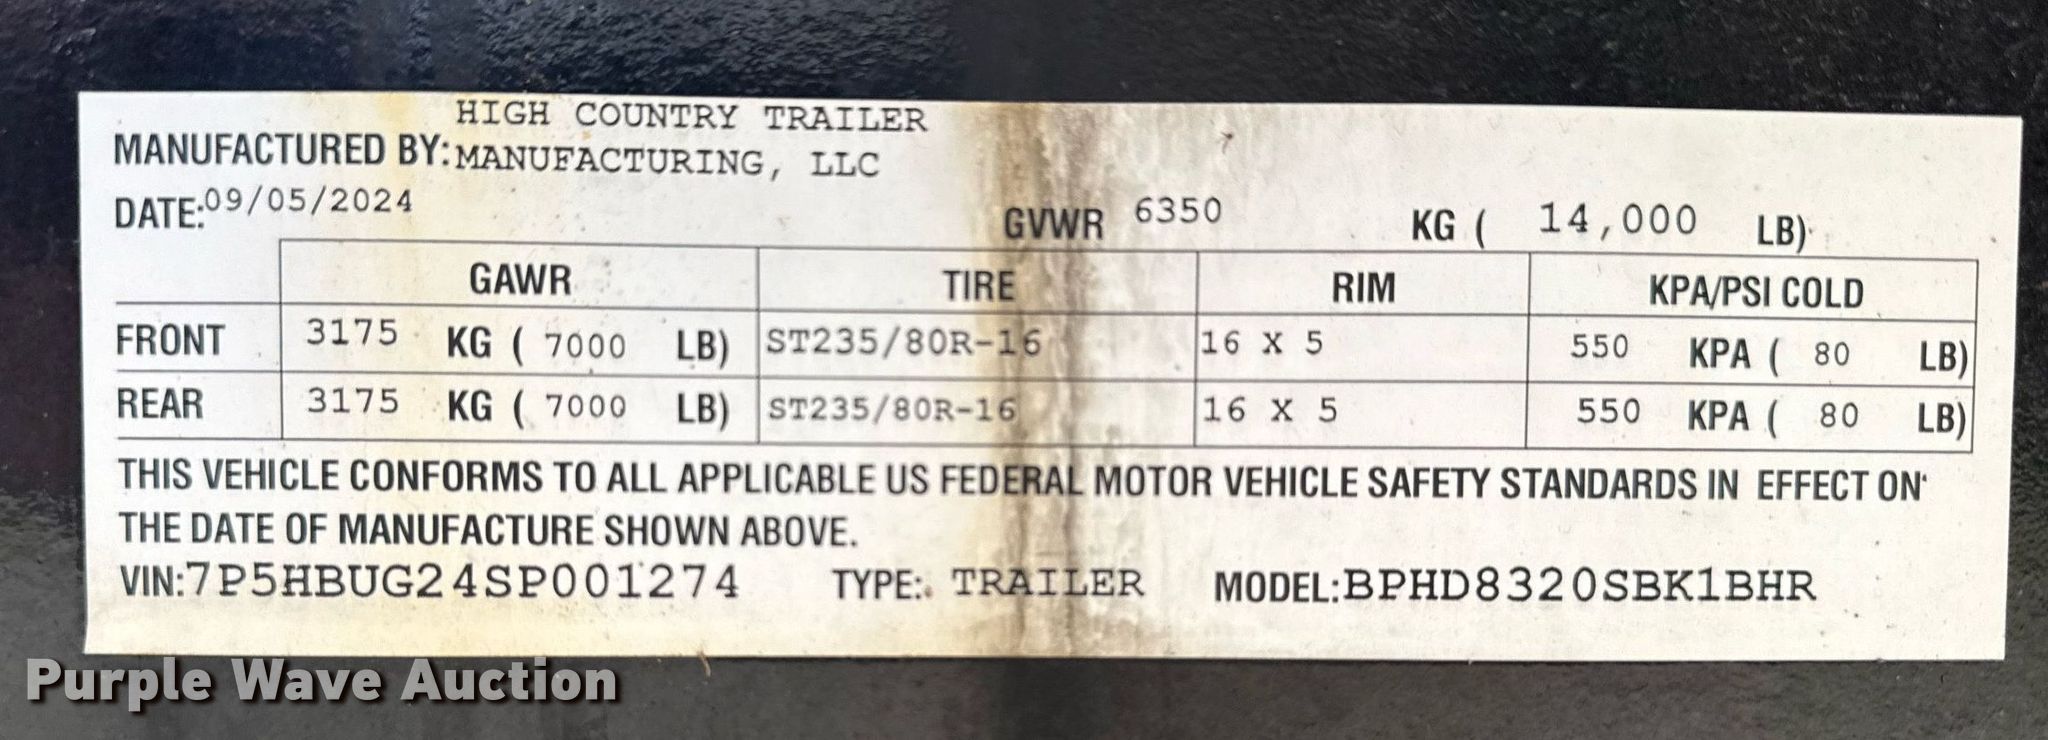 HIGH COUNTRY TRAILER
MANUFACTURED BY: MANUFACTURING, LLC
DATE: 09/05/2024 GVWR 6350 KG ( 14,000 LB)
GAWR TIRE RIM KPA/PSI COLD
FRONT 3175 KG ( 7000 LB) ST235/80R-16 16 X 5 550 KPA ( 80 LB)
REAR 3175 KG ( 7000 LB) ST235/80R-16 16 X 5 550 KPA ( 80 LB)
THIS VEHICLE CONFORMS TO ALL APPLICABLE US FEDERAL MOTOR VEHICLE SAFETY STANDARDS IN EFFECT ON
THE DATE OF MANUFACTURE SHOWN ABOVE.
VIN: 7P5HBUG24SP001274 TYPE: TRAILER MODEL: BPHD8320SBK1BHR
Purple Wave Auction